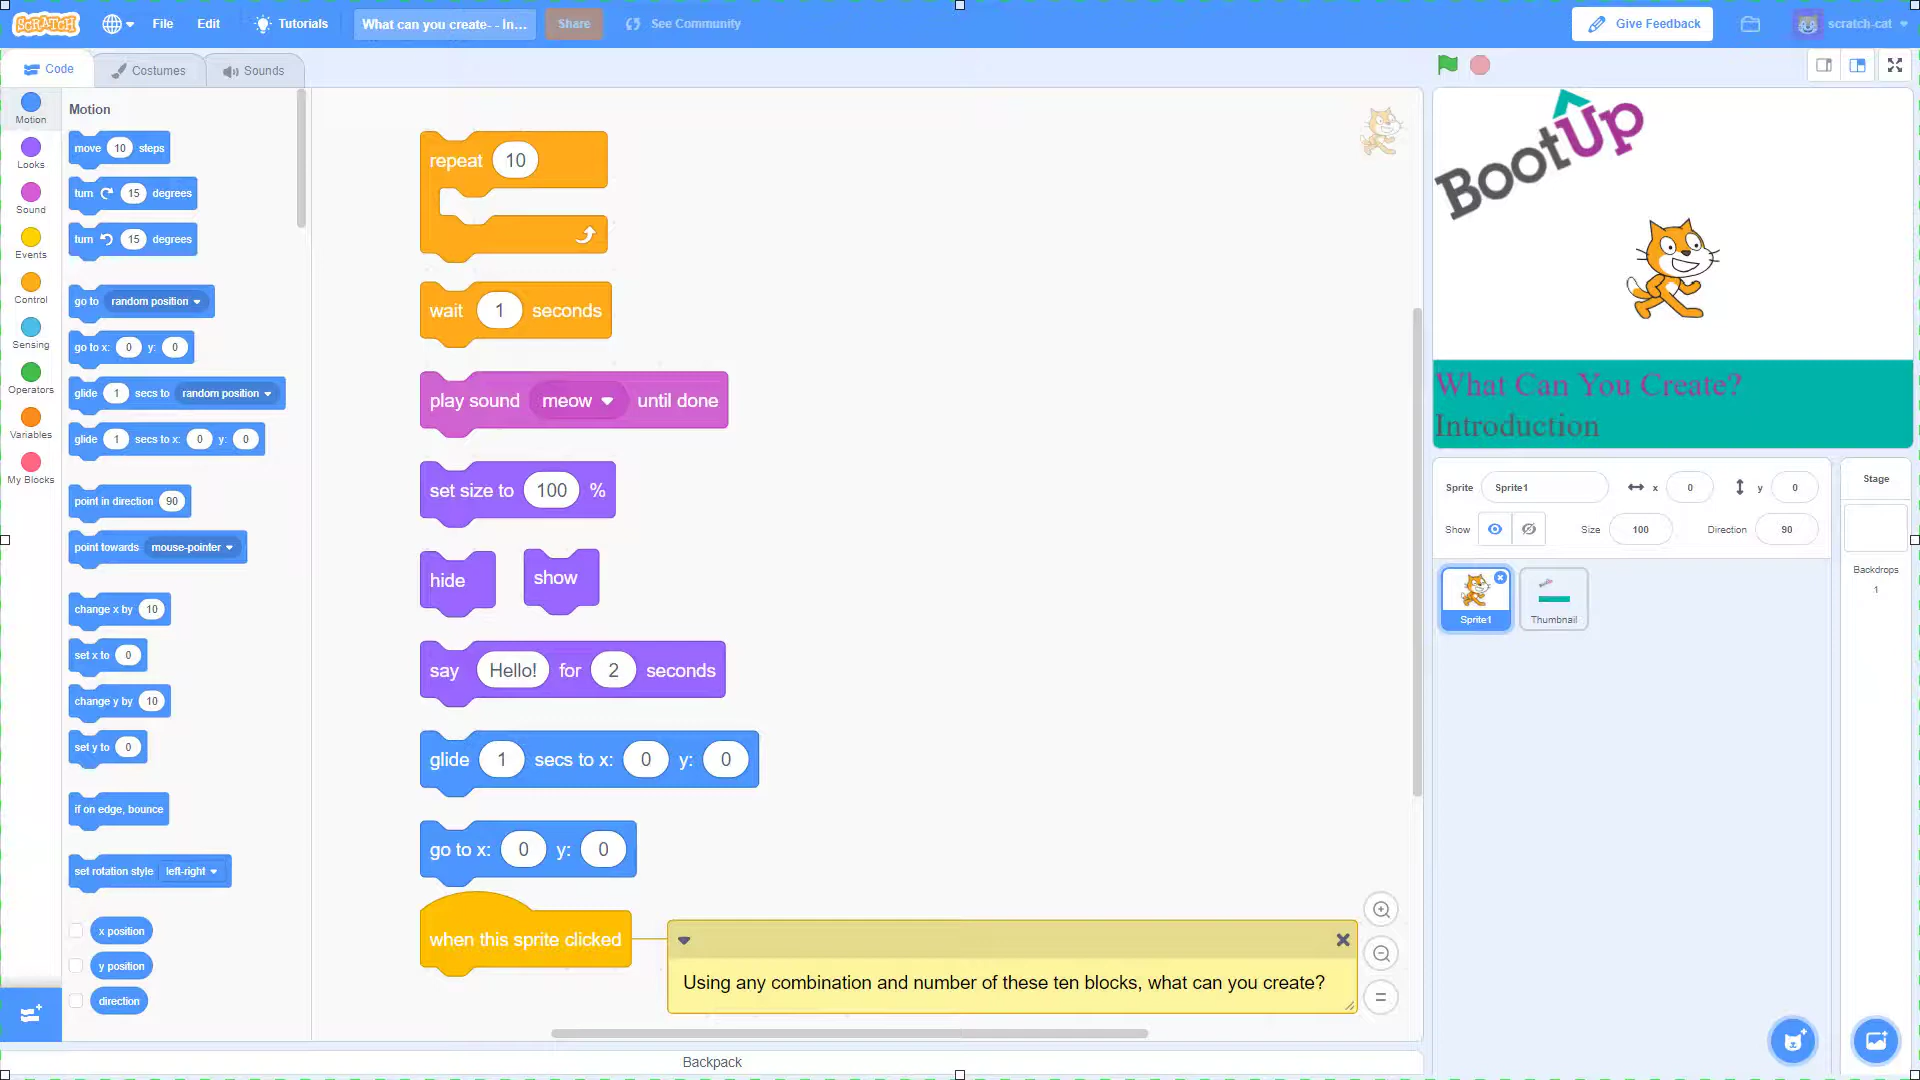 SCRATCH File Edit Tutorials What can you create- - In... Share See Community Give Feedback scratch-cat
Code Costumes Sounds
Motion
Looks
Sound
Events
Control
Sensing
Operators
Variables
My Blocks
Motion
move 10 steps
turn 15 degrees
turn 15 degrees
go to random position
go to x: 0 y: 0
glide 1 secs to random position
glide 1 secs to x: 0 y: 0
point in direction 90
point towards mouse-pointer
change x by 10
set x to 0
change y by 10
set y to 0
if on edge, bounce
set rotation style left-right
x position
y position
direction
repeat 10
wait 1 seconds
play sound meow until done
set size to 100 %
hide show
say Hello! for 2 seconds
glide 1 secs to x: 0 y: 0
go to x: 0 y: 0
when this sprite clicked
Using any combination and number of these ten blocks, what can you create?
Backpack
BootUp
What Can You Create?
Introduction
Sprite Sprite1 x 0 y 0
Show Size 100 Direction 90
Sprite1 Thumbnail
Stage
Backdrops
1